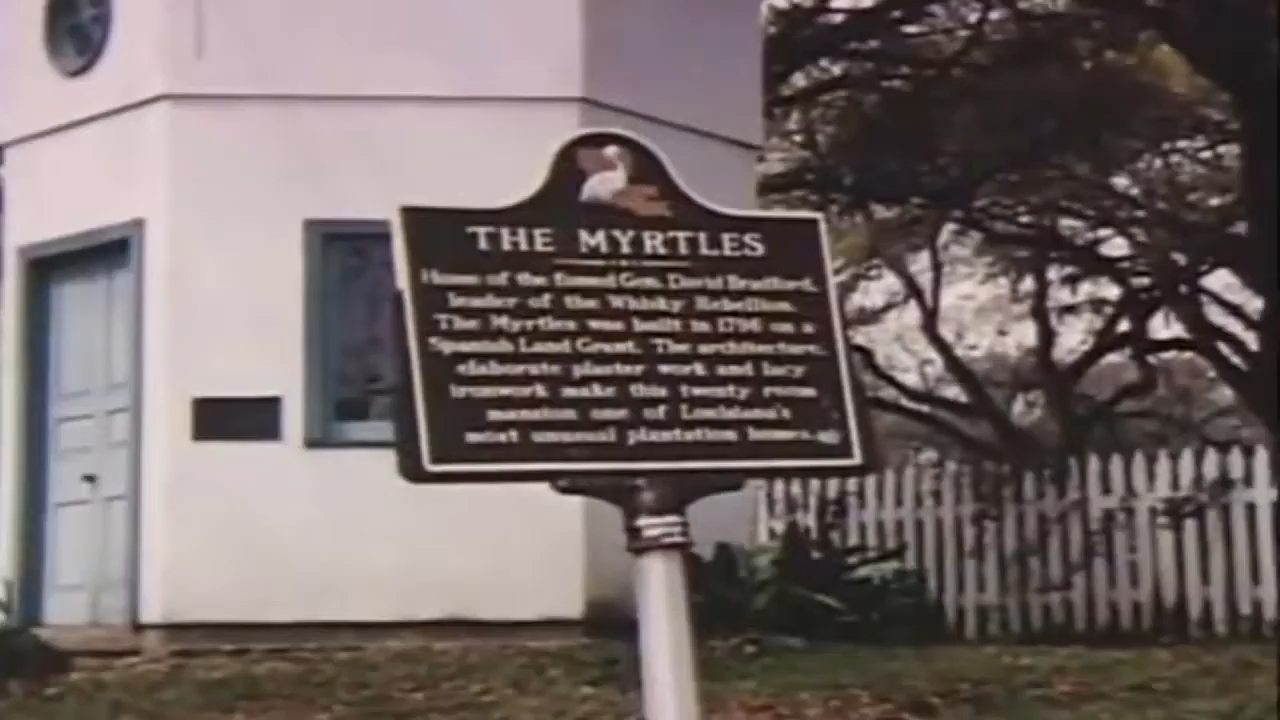 THE MYRTLES
Home of the famed Gen. David Bradford,
leader of the Whisky Rebellion.
The Myrtles was built in 1796 on a
Spanish Land Grant. The architecture,
elaborate plaster work and lacy
ironwork make this twenty room
mansion one of Louisiana's
most unusual plantation homes.